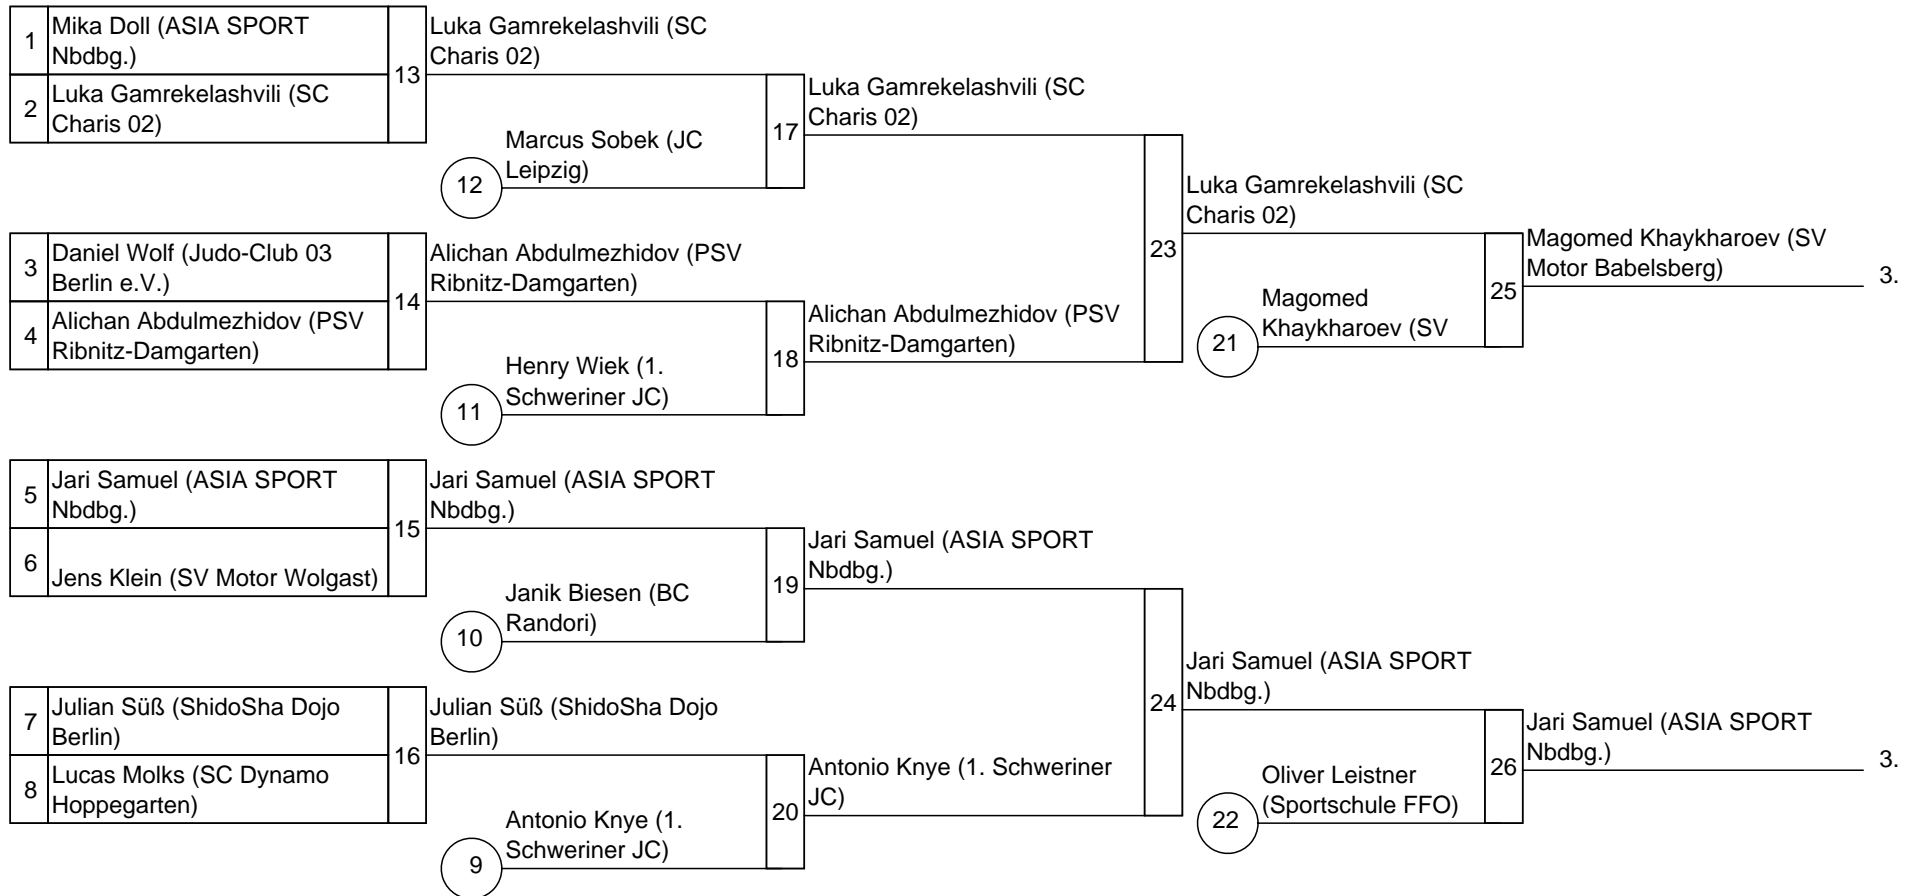 1
Mika Doll (ASIA SPORT
Nbdbg.)
2
Luka Gamrekelashvili (SC
Charis 02)
13
Luka Gamrekelashvili (SC
Charis 02)
12
Marcus Sobek (JC
Leipzig)
17
Luka Gamrekelashvili (SC
Charis 02)
3
Daniel Wolf (Judo-Club 03
Berlin e.V.)
4
Alichan Abdulmezhidov (PSV
Ribnitz-Damgarten)
14
Alichan Abdulmezhidov (PSV
Ribnitz-Damgarten)
11
Henry Wiek (1.
Schweriner JC)
18
Alichan Abdulmezhidov (PSV
Ribnitz-Damgarten)
23
Luka Gamrekelashvili (SC
Charis 02)
21
Magomed
Khaykharoev (SV
25
Magomed Khaykharoev (SV
Motor Babelsberg)
3.
5
Jari Samuel (ASIA SPORT
Nbdbg.)
6
Jens Klein (SV Motor Wolgast)
15
Jari Samuel (ASIA SPORT
Nbdbg.)
10
Janik Biesen (BC
Randori)
19
Jari Samuel (ASIA SPORT
Nbdbg.)
7
Julian Süß (ShidoSha Dojo
Berlin)
8
Lucas Molks (SC Dynamo
Hoppegarten)
16
Julian Süß (ShidoSha Dojo
Berlin)
9
Antonio Knye (1.
Schweriner JC)
20
Antonio Knye (1. Schweriner
JC)
24
Jari Samuel (ASIA SPORT
Nbdbg.)
22
Oliver Leistner
(Sportschule FFO)
26
Jari Samuel (ASIA SPORT
Nbdbg.)
3.